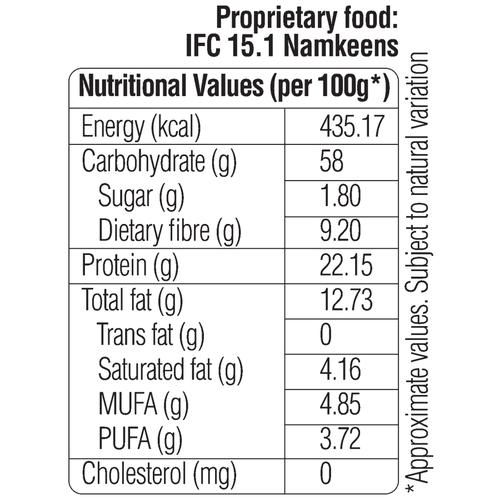 Proprietary food:
IFC 15.1 Namkeens
Nutritional Values (per 100g*)
Energy (kcal) 435.17
Carbohydrate (g) 58
Sugar (g) 1.80
Dietary fibre (g) 9.20
Protein (g) 22.15
Total fat (g) 12.73
Trans fat (g) 0
Saturated fat (g) 4.16
MUFA (g) 4.85
PUFA (g) 3.72
Cholesterol (mg) 0
*Approximate values. Subject to natural variation